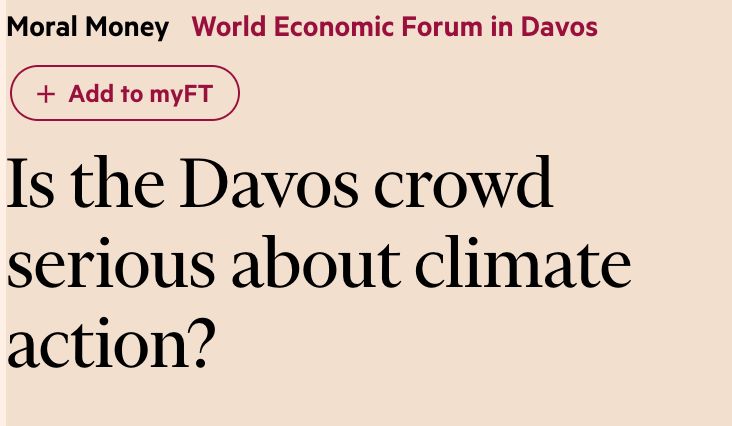 Moral Money World Economic Forum in Davos
+ Add to myFT
Is the Davos crowd
serious about climate
action?